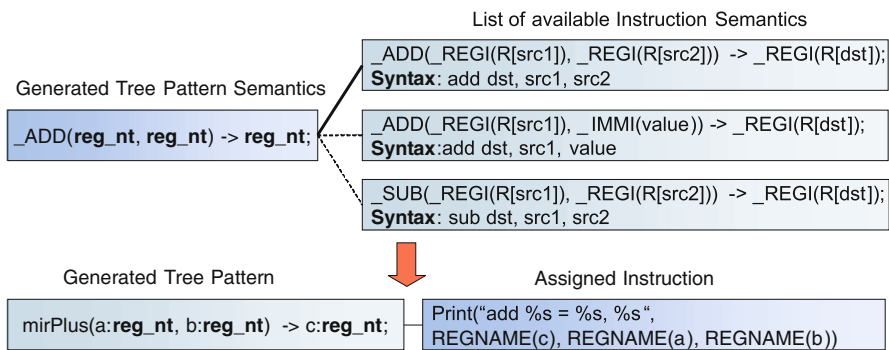 List of available Instruction Semantics
_ADD(_REGI(R[src1]), _REGI(R[src2])) -> _REGI(R[dst]);
Syntax: add dst, src1, src2
Generated Tree Pattern Semantics
_ADD(reg_nt, reg_nt) -> reg_nt;
_ADD(_REGI(R[src1]), _IMMI(value)) -> _REGI(R[dst]);
Syntax:add dst, src1, value
_SUB(_REGI(R[src1]), _REGI(R[src2])) -> _REGI(R[dst]);
Syntax: sub dst, src1, src2
Generated Tree Pattern
mirPlus(a:reg_nt, b:reg_nt) -> c:reg_nt;
Assigned Instruction
Print(“add %s = %s, %s“,
REGNAME(c), REGNAME(a), REGNAME(b))